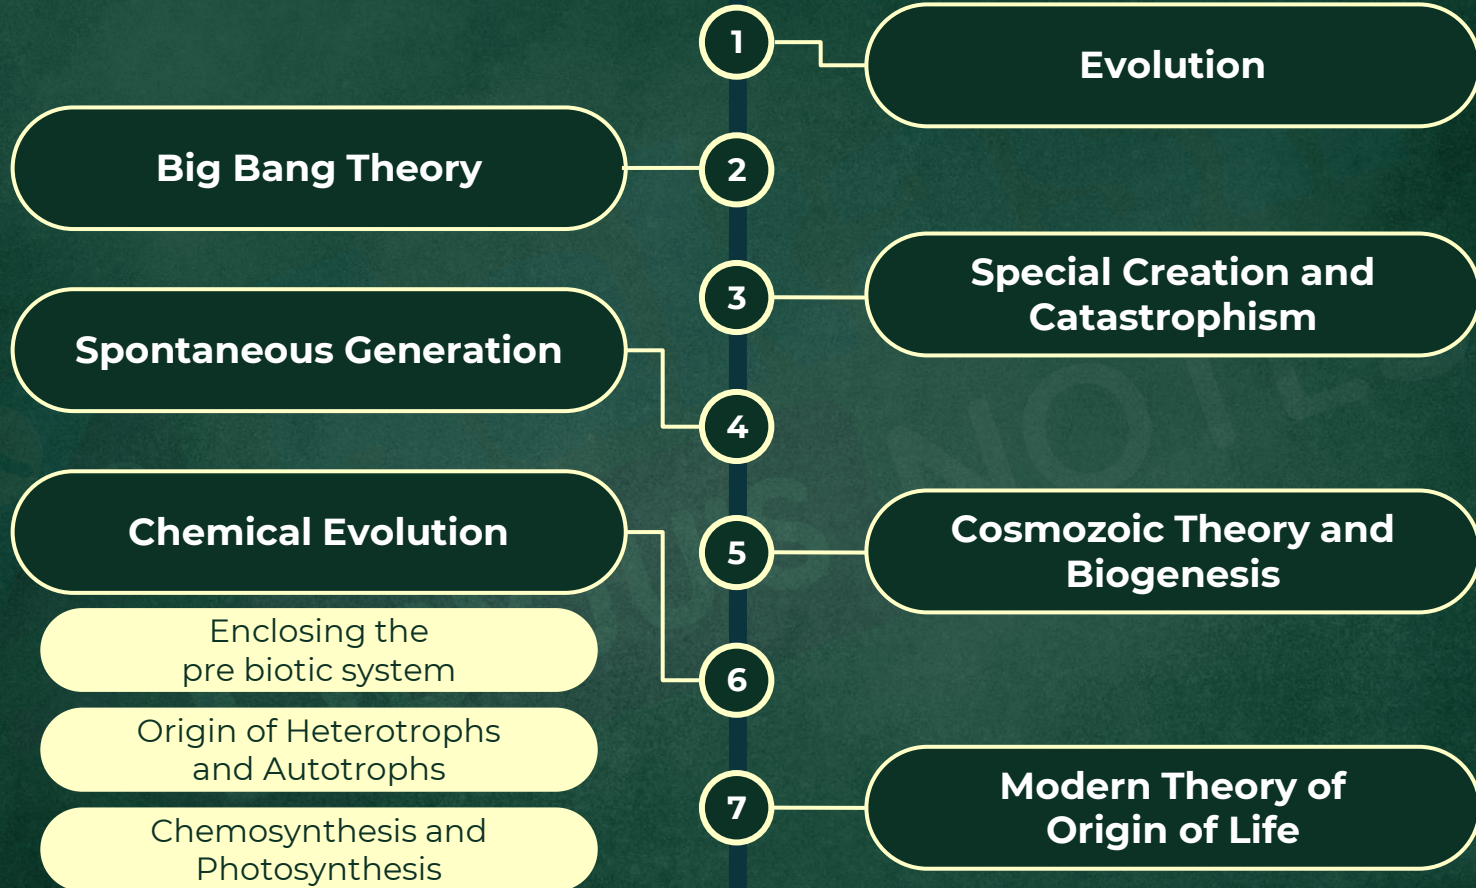 1
Evolution
Big Bang Theory
2
3
Special Creation and
Catastrophism
Spontaneous Generation
4
Chemical Evolution
5
Cosmozoic Theory and
Biogenesis
Enclosing the
pre biotic system
6
Origin of Heterotrophs
and Autotrophs
7
Modern Theory of
Origin of Life
Chemosynthesis and
Photosynthesis